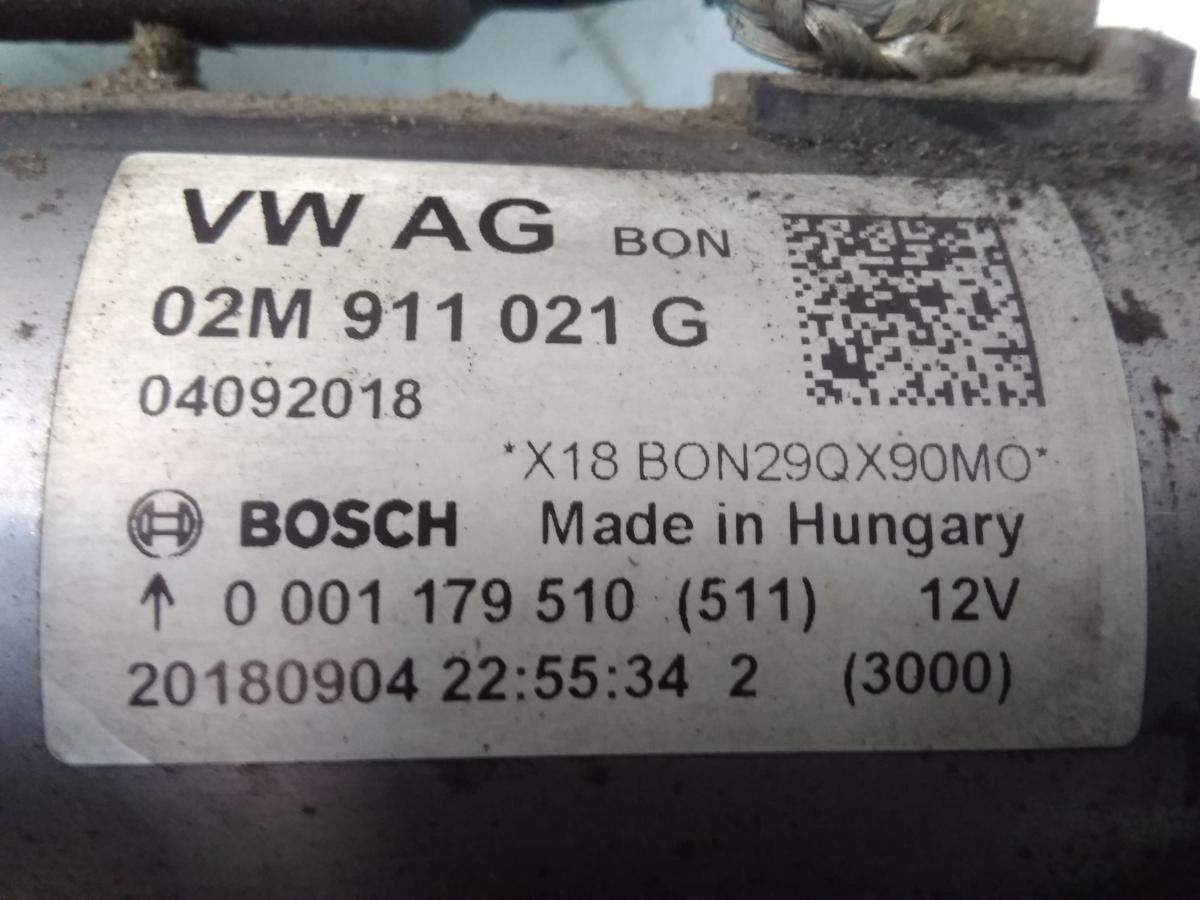 VW AG BON
02M 911 021 G
04092018
*X18 BON29QX90MO*
BOSCH Made in Hungary
↑ 0 001 179 510 (511) 12V
20180904 22:55:34 2 (3000)